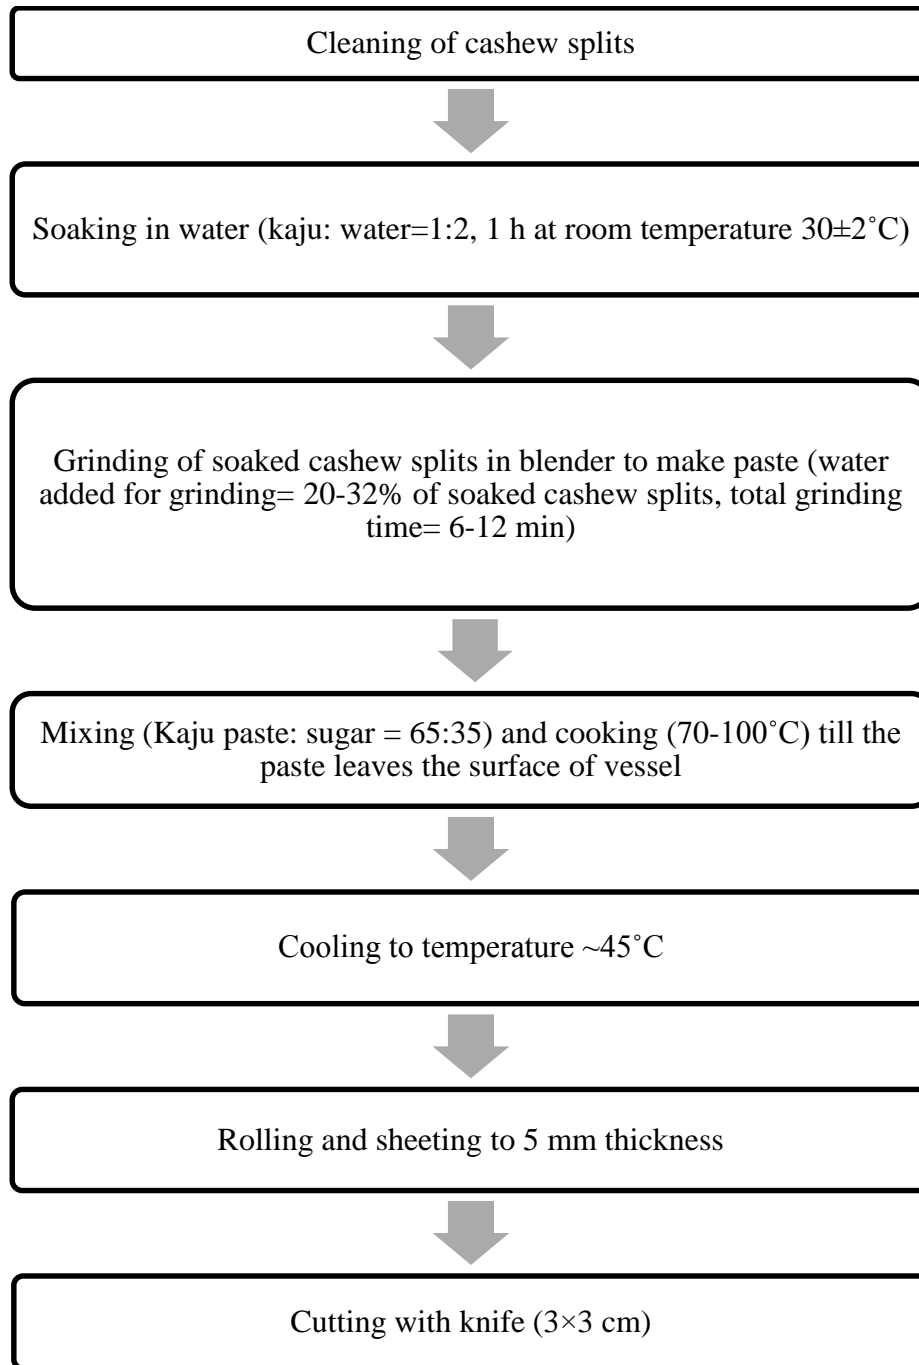 Cleaning of cashew splits
Soaking in water (kaju: water=1:2, 1 h at room temperature 30±2˚C)
Grinding of soaked cashew splits in blender to make paste (water
added for grinding= 20-32% of soaked cashew splits, total grinding
time= 6-12 min)
Mixing (Kaju paste: sugar = 65:35) and cooking (70-100˚C) till the
paste leaves the surface of vessel
Cooling to temperature ~45˚C
Rolling and sheeting to 5 mm thickness
Cutting with knife (3×3 cm)